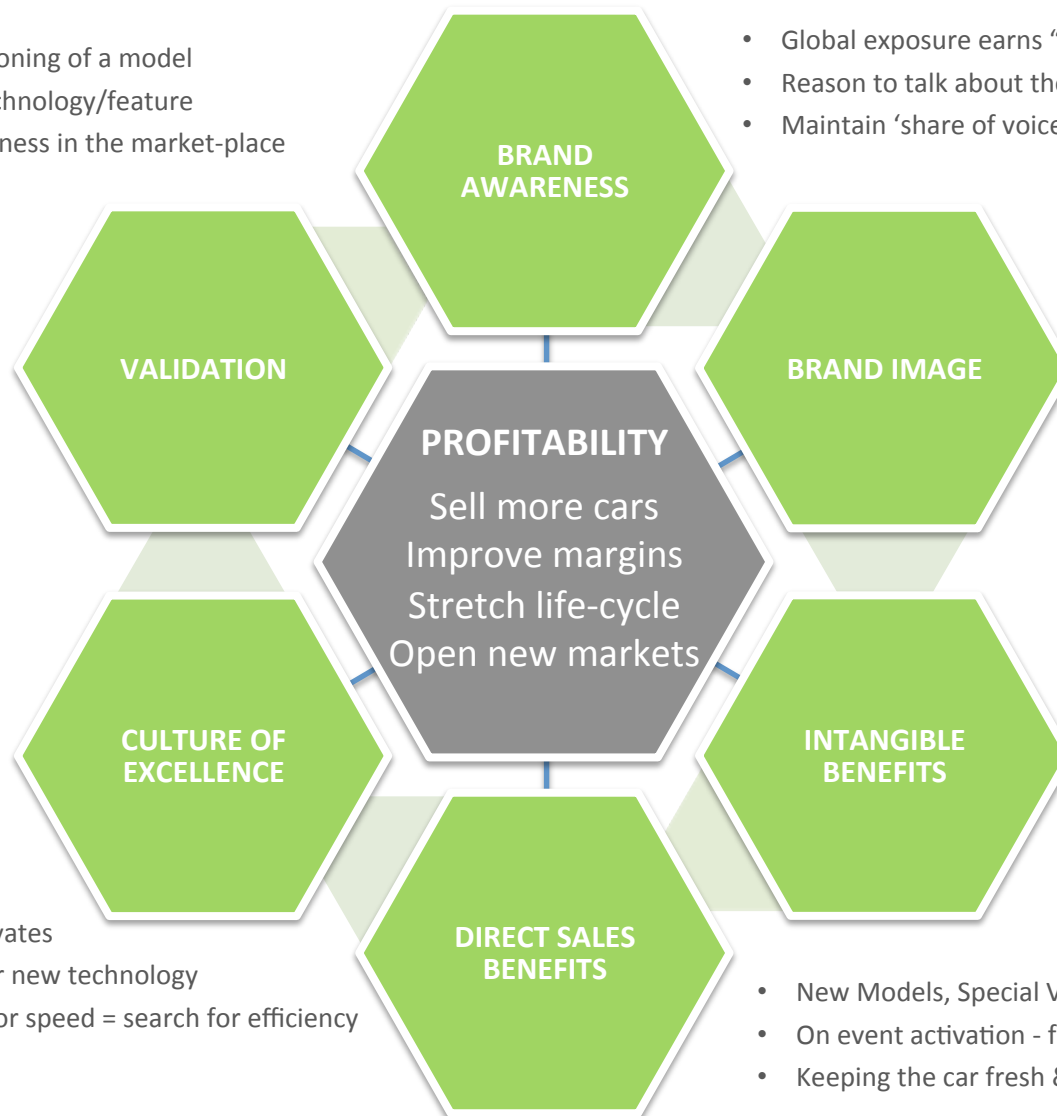 oning of a model
chnology/feature
ness in the market-place
• Global exposure earns “
• Reason to talk about the
• Maintain ‘share of voice
BRAND
AWARENESS
VALIDATION
BRAND IMAGE
PROFITABILITY
Sell more cars
Improve margins
Stretch life-cycle
Open new markets
CULTURE OF
EXCELLENCE
INTANGIBLE
BENEFITS
DIRECT SALES
BENEFITS
vates
r new technology
or speed = search for efficiency
• New Models, Special V
• On event activation - f
• Keeping the car fresh &